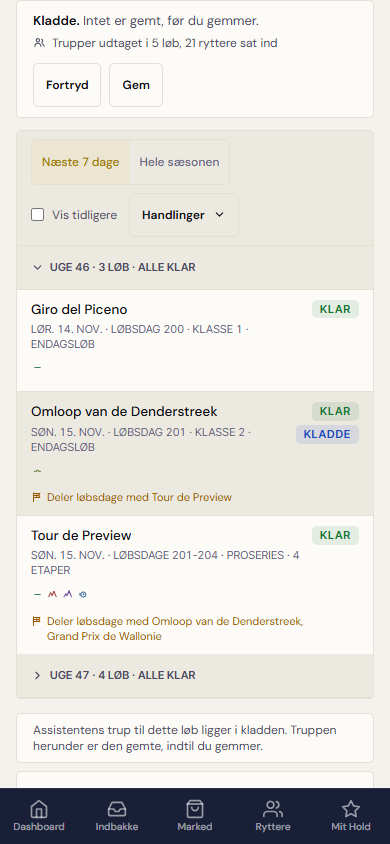 Kladde. Intet er gemt, før du gemmer.
Trupper udtaget i 5 løb, 21 ryttere sat ind
Fortryd Gem
Næste 7 dage Hele sæsonen
Vis tidligere Handlinger
UGE 46 · 3 LØB · ALLE KLAR
Giro del Piceno KLAR
LØR. 14. NOV. · LØBSDAG 200 · KLASSE 1 ·
ENDAGSLØB
Omloop van de Denderstreek KLAR
SØN. 15. NOV. · LØBSDAG 201 · KLASSE 2 · KLADDE
ENDAGSLØB
Deler løbsdage med Tour de Preview
Tour de Preview KLAR
SØN. 15. NOV. · LØBSDAGE 201–204 · PROSERIES · 4
ETAPER
Deler løbsdage med Omloop van de Denderstreek,
Grand Prix de Wallonie
UGE 47 · 4 LØB · ALLE KLAR
Assistentens trup til dette løb ligger i kladden. Truppen
herunder er den gemte, indtil du gemmer.
Dashboard Indbakke Marked Ryttere Mit Hold